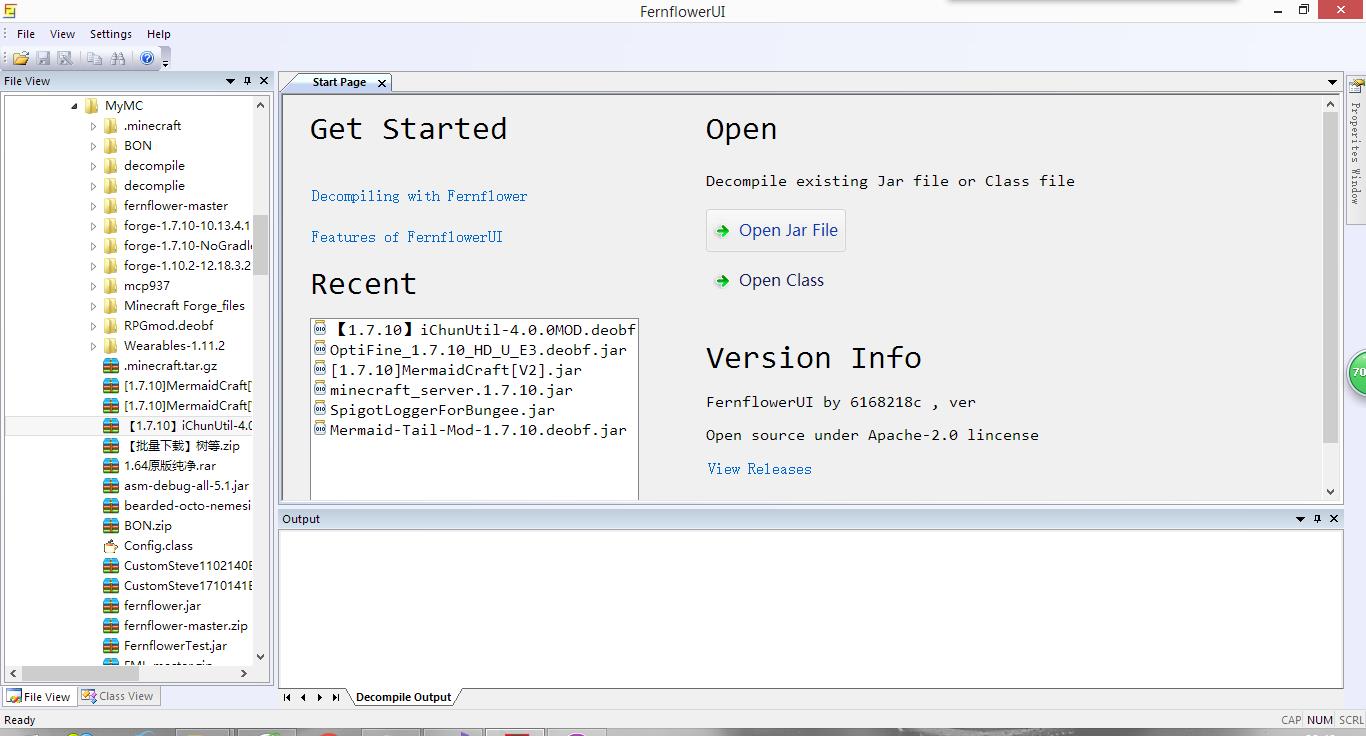 FernflowerUI
File View Settings Help
File View
MyMC
.minecraft
BON
decompile
decomplie
fernflower-master
forge-1.7.10-10.13.4.1
forge-1.7.10-NoGradl
forge-1.10.2-12.18.3.2
mcp937
Minecraft Forge_files
RPGmod.deobf
Wearables-1.11.2
.minecraft.tar.gz
[1.7.10]MermaidCraft[
[1.7.10]MermaidCraft[
【1.7.10】iChunUtil-4.0
【批量下载】树等.zip
1.64原版纯净.rar
asm-debug-all-5.1.jar
bearded-octo-nemesi
BON.zip
Config.class
CustomSteve1102140
CustomSteve1710141
fernflower.jar
fernflower-master.zip
FernflowerTest.jar
FML-master.zip
File View Class View
Start Page
Get Started
Decompiling with Fernflower
Features of FernflowerUI
Recent
【1.7.10】iChunUtil-4.0.0MOD.deobf
OptiFine_1.7.10_HD_U_E3.deobf.jar
[1.7.10]MermaidCraft[V2].jar
minecraft_server.1.7.10.jar
SpigotLoggerForBungee.jar
Mermaid-Tail-Mod-1.7.10.deobf.jar
Open
Decompile existing Jar file or Class file
Open Jar File
Open Class
Version Info
FernflowerUI by 6168218c , ver
Open source under Apache-2.0 lincense
View Releases
Properites Window
70
Output
Decompile Output
Ready
CAP NUM SCRL